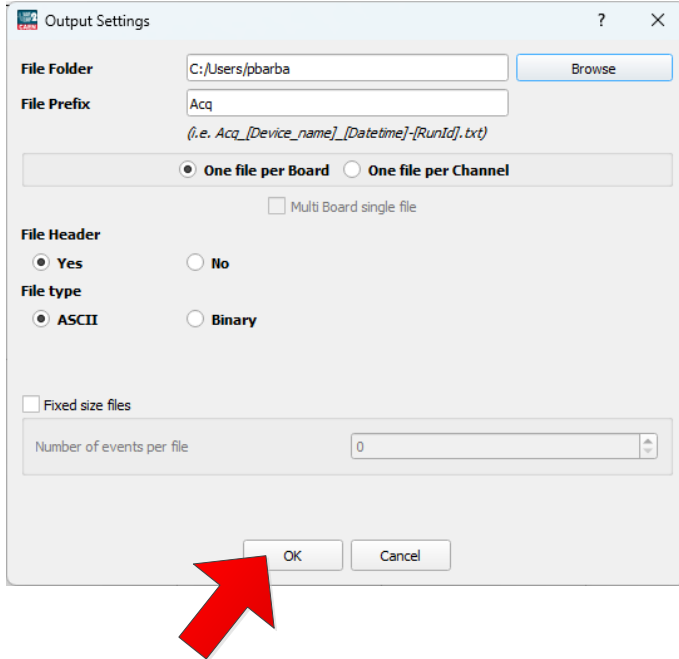 Output Settings ?
File Folder C:/Users/pbarba Browse
File Prefix Acq
(i.e. Acq_[Device_name]_[Datetime]-[RunId].txt)
One file per Board One file per Channel
Multi Board single file
File Header
Yes No
File type
ASCII Binary
Fixed size files
Number of events per file 0
OK Cancel